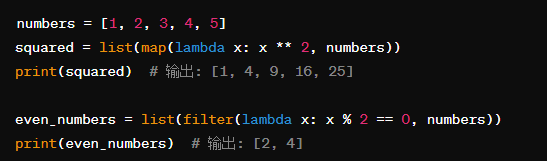 numbers = [1, 2, 3, 4, 5]
squared = list(map(lambda x: x ** 2, numbers))
print(squared)  # 输出: [1, 4, 9, 16, 25]
even_numbers = list(filter(lambda x: x % 2 == 0, numbers))
print(even_numbers)  # 输出: [2, 4]